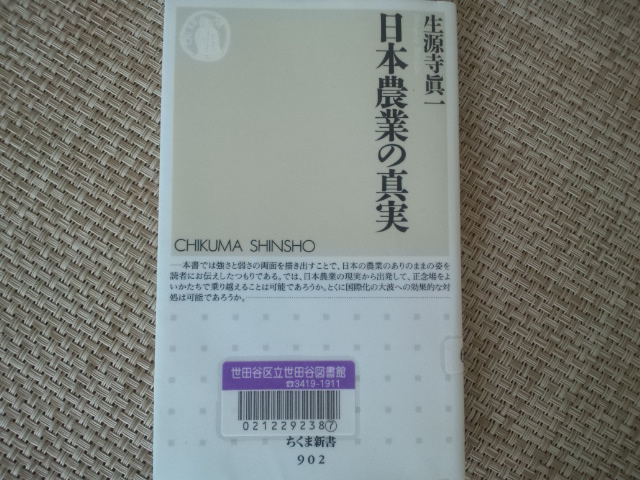 生源寺眞一
日本農業の真実
CHIKUMA SHINSHO
―本書では強さと弱さの両面を描き出すことで、日本の農業のありのままの姿を
読者にお伝えしたつもりである。では、日本農業の現実から出発して、正念場をよ
いかたちで乗り越えることは可能であろうか。とくに国際化の大波への効果的な対
処は可能であろうか。
世田谷区立世田谷図書館
☎3419-1911
021229238⑦
ちくま新書
902